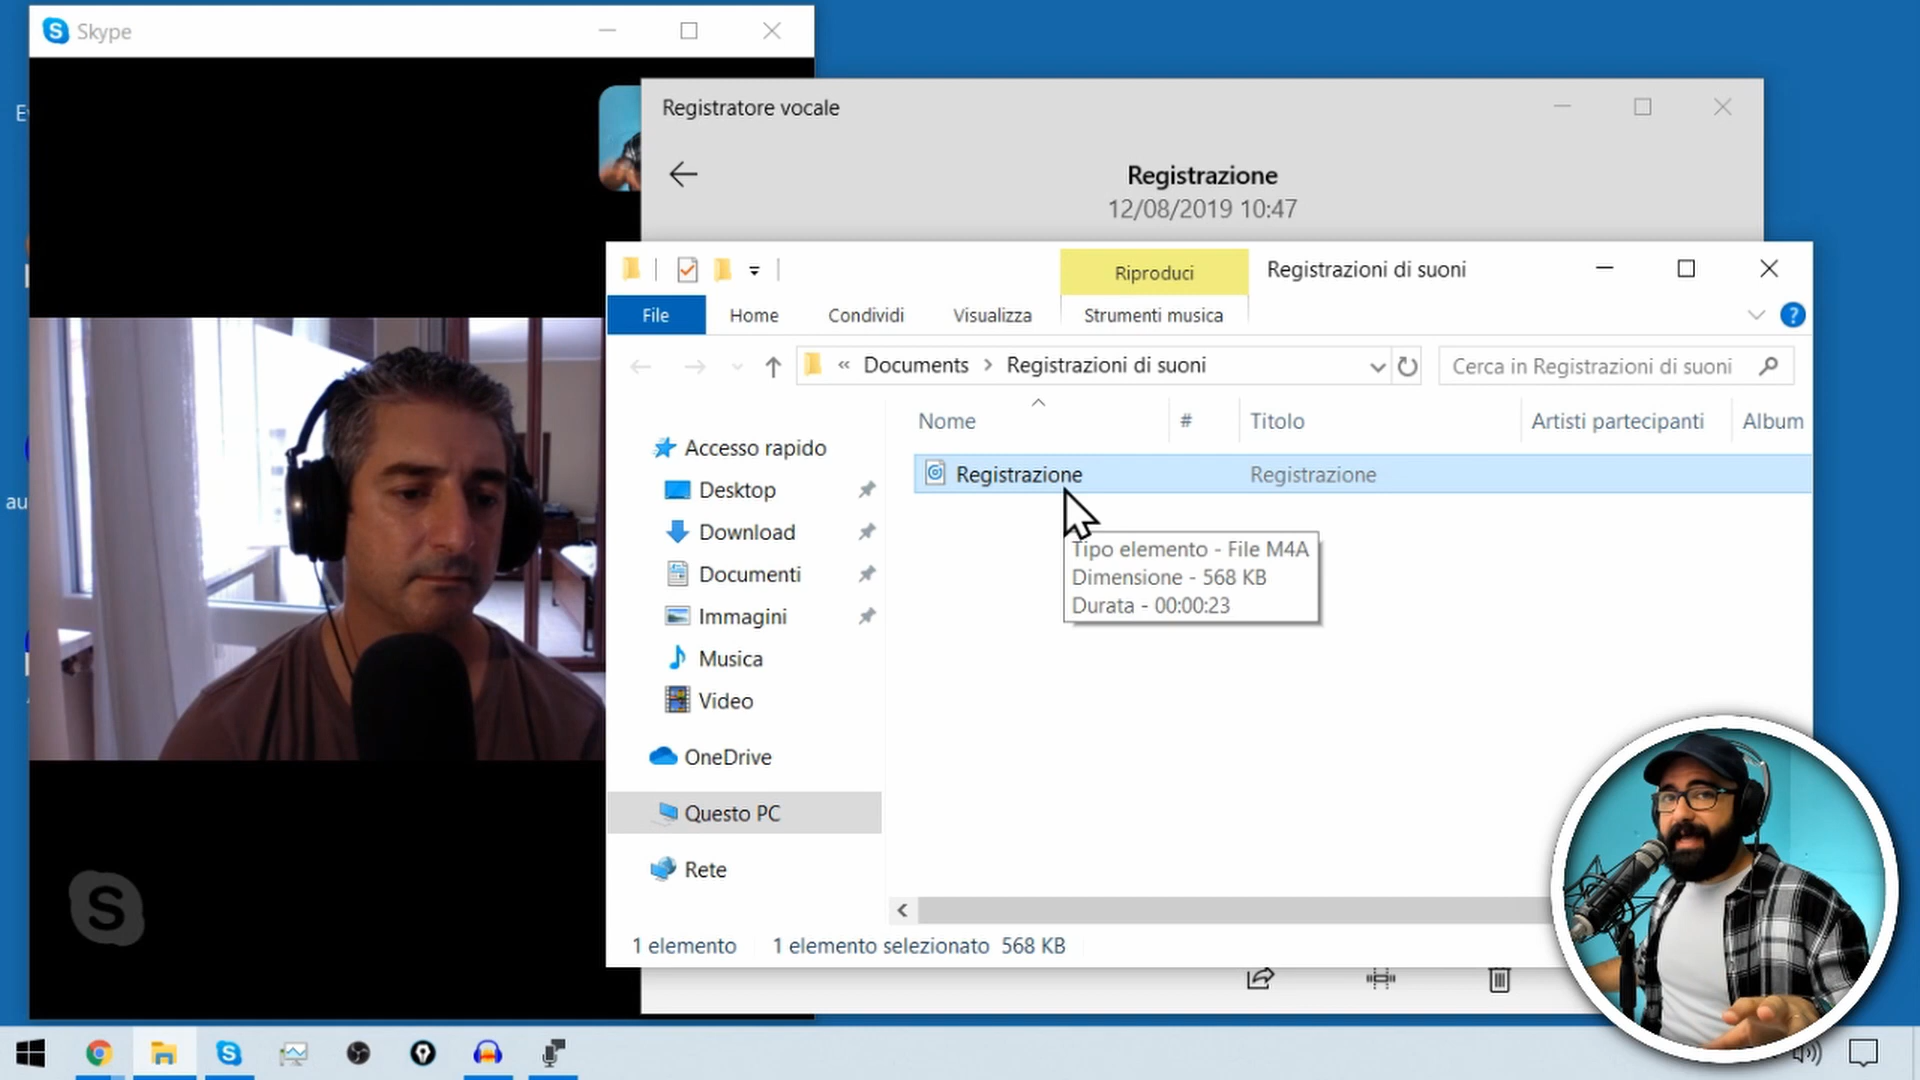 Skype
E
au
Registratore vocale
Registrazione
12/08/2019 10:47
Riproduci
Registrazioni di suoni
File
Home
Condividi
Visualizza
Strumenti musica
?
« Documents > Registrazioni di suoni
Cerca in Registrazioni di suoni
Nome
#
Titolo
Artisti partecipanti
Album
Registrazione
Registrazione
Tipo elemento - File M4A
Dimensione - 568 KB
Durata - 00:00:23
Accesso rapido
Desktop
Download
Documenti
Immagini
Musica
Video
OneDrive
Questo PC
Rete
1 elemento
1 elemento selezionato 568 KB